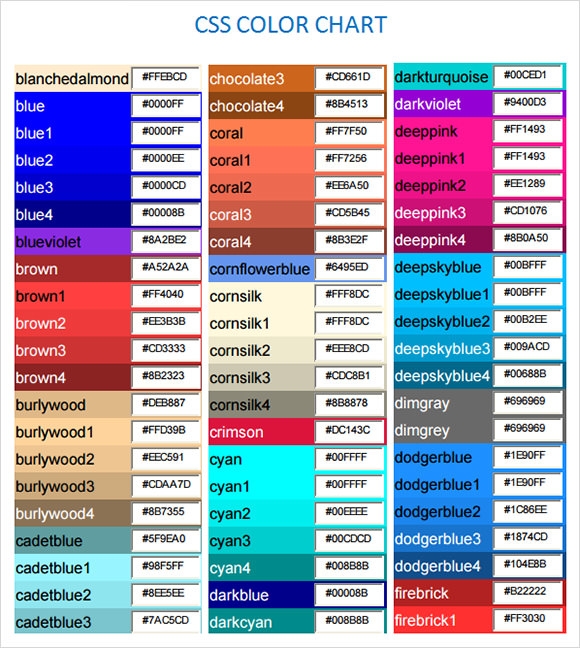 CSS COLOR CHART
blanchedalmond #FFEBCD
blue #0000FF
blue1 #0000FF
blue2 #0000EE
blue3 #0000CD
blue4 #00008B
blueviolet #8A2BE2
brown #A52A2A
brown1 #FF4040
brown2 #EE3B3B
brown3 #CD3333
brown4 #8B2323
burlywood #DEB887
burlywood1 #FFD39B
burlywood2 #EEC591
burlywood3 #CDAA7D
burlywood4 #8B7355
cadetblue #5F9EA0
cadetblue1 #98F5FF
cadetblue2 #8EE5EE
cadetblue3 #7AC5CD
chocolate3 #CD661D
chocolate4 #8B4513
coral #FF7F50
coral1 #FF7256
coral2 #EE6A50
coral3 #CD5B45
coral4 #8B3E2F
cornflowerblue #6495ED
cornsilk #FFF8DC
cornsilk1 #FFF8DC
cornsilk2 #EEE8CD
cornsilk3 #CDC8B1
cornsilk4 #8B8878
crimson #DC143C
cyan #00FFFF
cyan1 #00FFFF
cyan2 #00EEEE
cyan3 #00CDCD
cyan4 #008B8B
darkblue #00008B
darkcyan #008B8B
darkturquoise #00CED1
darkviolet #9400D3
deeppink #FF1493
deeppink1 #FF1493
deeppink2 #EE1289
deeppink3 #CD1076
deeppink4 #8B0A50
deepskyblue #00BFFF
deepskyblue1 #00BFFF
deepskyblue2 #00B2EE
deepskyblue3 #009ACD
deepskyblue4 #00688B
dimgray #696969
dimgrey #696969
dodgerblue #1E90FF
dodgerblue1 #1E90FF
dodgerblue2 #1C86EE
dodgerblue3 #1874CD
dodgerblue4 #104E8B
firebrick #B22222
firebrick1 #FF3030